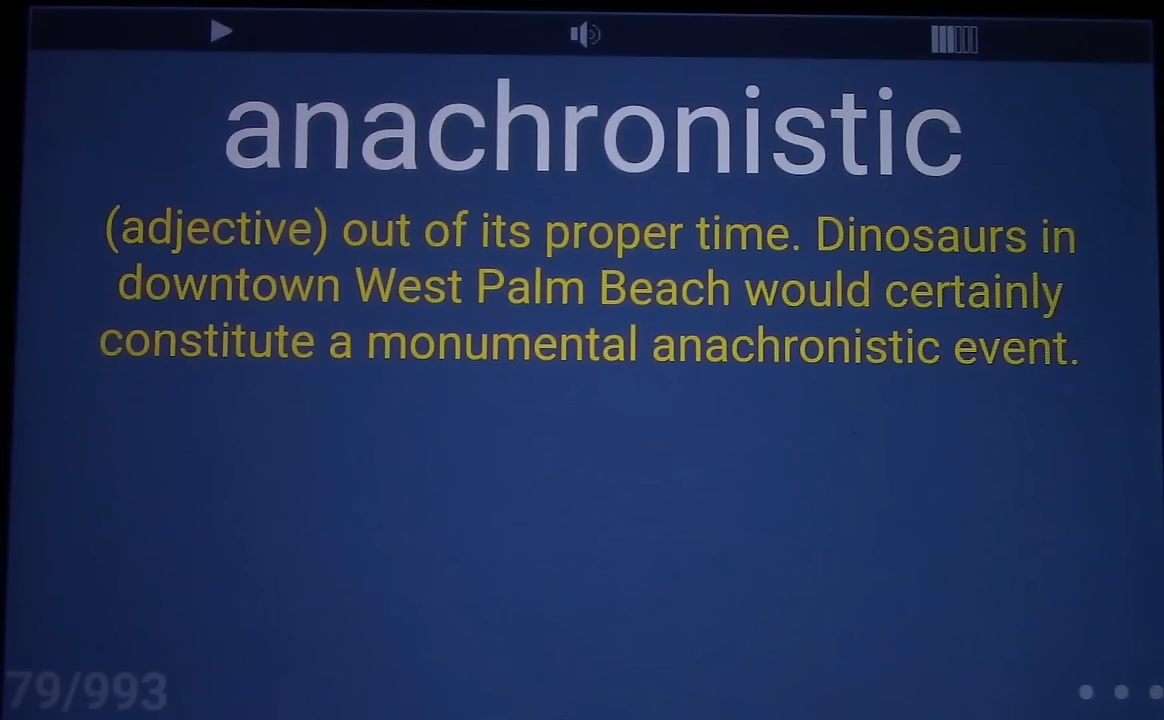 anachronistic
(adjective) out of its proper time. Dinosaurs in
downtown West Palm Beach would certainly
constitute a monumental anachronistic event.
79/993